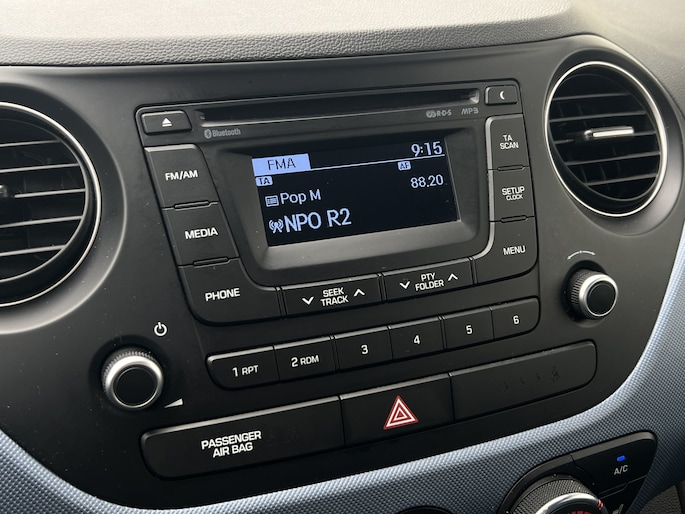 Bluetooth
R·D·S
MP3
FM/AM
MEDIA
PHONE
FMA
9:15
TA
AF
88.20
Pop M
NPO R2
TA
SCAN
SETUP
CLOCK
MENU
SEEK
TRACK
PTY
FOLDER
1 RPT
2 RDM
3
4
5
6
PASSENGER
AIR BAG
A/C